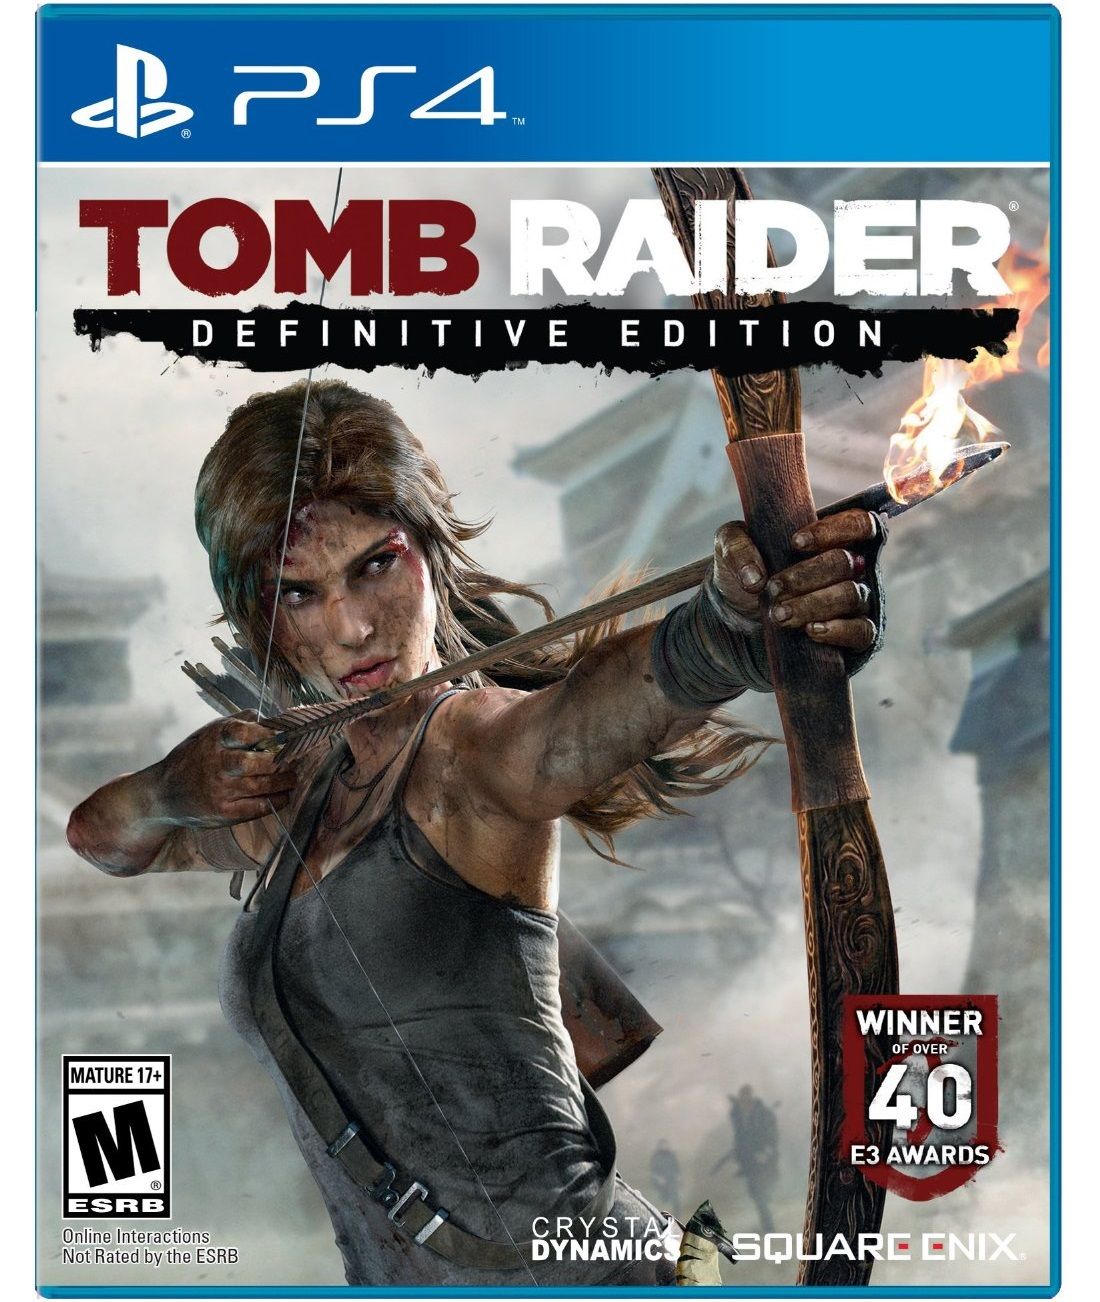 PS4™
TOMB RAIDER®
DEFINITIVE EDITION
WINNER
OF OVER
40
E3 AWARDS
MATURE 17+
M
®
ESRB
Online Interactions
Not Rated by the ESRB
CRYSTAL
DYNAMICS
SQUARE ENIX®